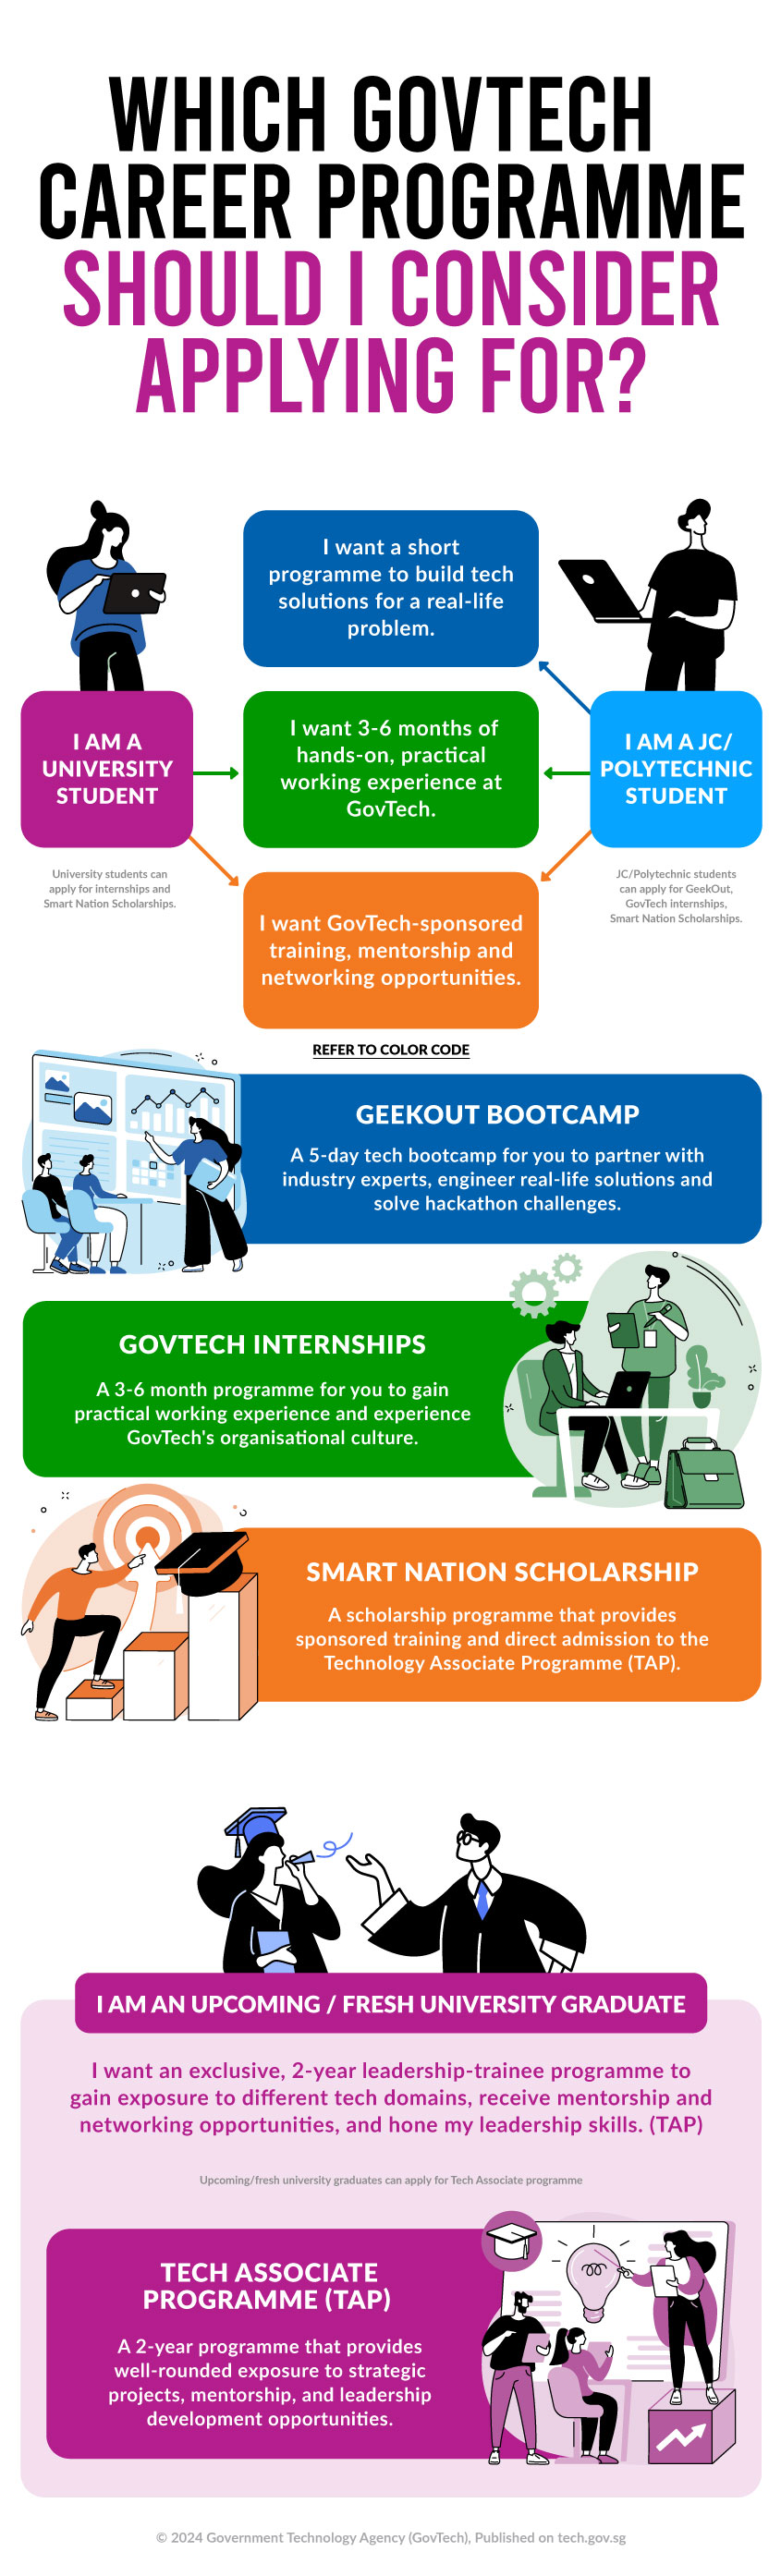 WHICH GOVTECH
CAREER PROGRAMME
SHOULD I CONSIDER
APPLYING FOR?
I want a short
programme to build tech
solutions for a real-life
problem.
I AM A
UNIVERSITY
STUDENT
I want 3-6 months of
hands-on, practical
working experience at
GovTech.
I AM A JC/
POLYTECHNIC
STUDENT
University students can
apply for internships and
Smart Nation Scholarships.
I want GovTech-sponsored
training, mentorship and
networking opportunities.
JC/Polytechnic students
can apply for GeekOut,
GovTech internships,
Smart Nation Scholarships.
REFER TO COLOR CODE
GEEKOUT BOOTCAMP
A 5-day tech bootcamp for you to partner with
industry experts, engineer real-life solutions and
solve hackathon challenges.
GOVTECH INTERNSHIPS
A 3-6 month programme for you to gain
practical working experience and experience
GovTech's organisational culture.
SMART NATION SCHOLARSHIP
A scholarship programme that provides
sponsored training and direct admission to the
Technology Associate Programme (TAP).
I AM AN UPCOMING / FRESH UNIVERSITY GRADUATE
I want an exclusive, 2-year leadership-trainee programme to
gain exposure to different tech domains, receive mentorship and
networking opportunities, and hone my leadership skills. (TAP)
Upcoming/fresh university graduates can apply for Tech Associate programme
TECH ASSOCIATE
PROGRAMME (TAP)
A 2-year programme that provides
well-rounded exposure to strategic
projects, mentorship, and leadership
development opportunities.
© 2024 Government Technology Agency (GovTech), Published on tech.gov.sg